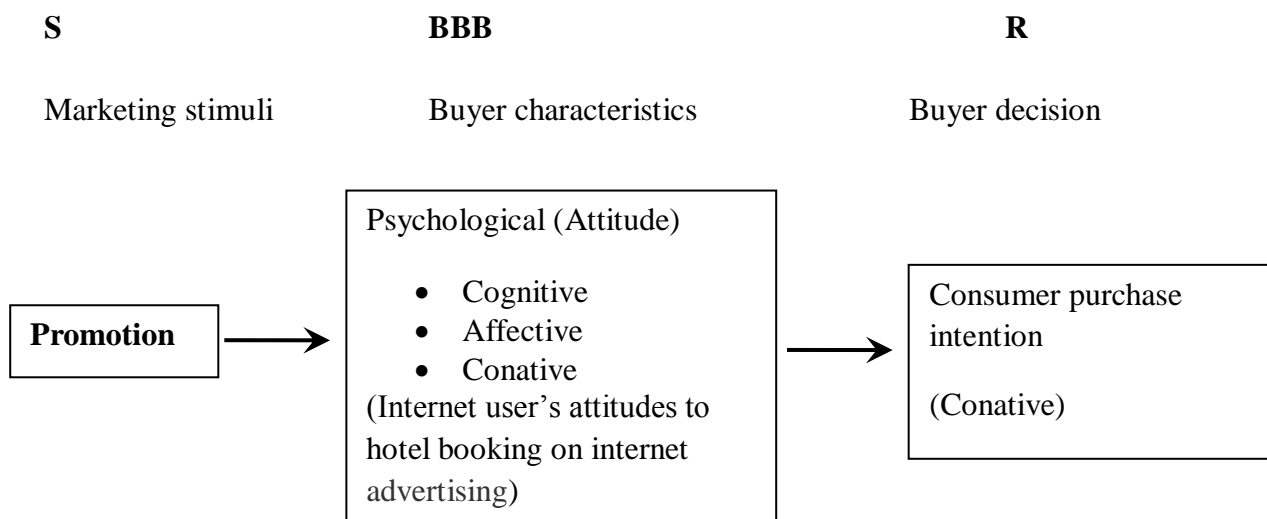 S BBB R
Marketing stimuli Buyer characteristics Buyer decision
Promotion
Psychological (Attitude)
• Cognitive
• Affective
• Conative
(Internet user’s attitudes to
hotel booking on internet
advertising)
Consumer purchase
intention
(Conative)